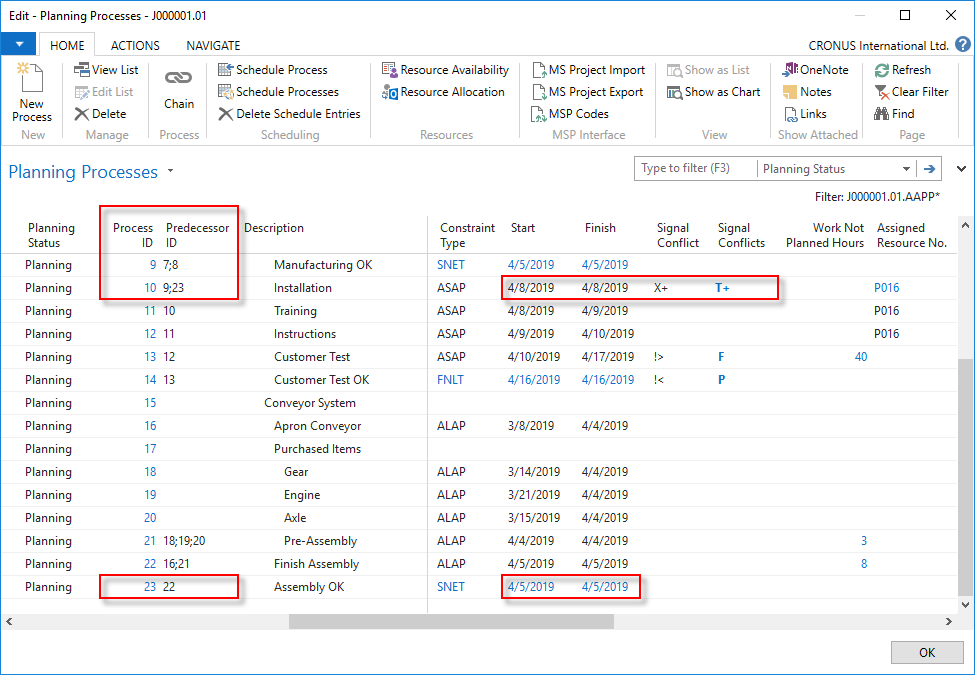 Edit - Planning Processes - J000001.01
HOME ACTIONS NAVIGATE CRONUS International Ltd. ?
View List Schedule Process Resource Availability MS Project Import Show as List OneNote Refresh
New Process Edit List Chain Schedule Processes Resource Allocation MS Project Export Show as Chart Notes Clear Filter
Delete Delete Schedule Entries MSP Codes Links Find
New Manage Process Scheduling Resources MSP Interface View Show Attached Page
Planning Processes Type to filter (F3) Planning Status
Filter: J000001.01.AAPP*
Planning Process Predecessor Description Constraint Start Finish Signal Signal Work Not Assigned
Status ID ID Type Conflict Conflicts Planned Hours Resource No.
Planning 9 7;8 Manufacturing OK SNET 4/5/2019 4/5/2019
Planning 10 9;23 Installation ASAP 4/8/2019 4/8/2019 X+ T+ P016
Planning 11 10 Training ASAP 4/8/2019 4/9/2019 P016
Planning 12 11 Instructions ASAP 4/9/2019 4/10/2019 P016
Planning 13 12 Customer Test ASAP 4/10/2019 4/17/2019 !> F 40
Planning 14 13 Customer Test OK FNLT 4/16/2019 4/16/2019 !< P
Planning 15 Conveyor System
Planning 16 Apron Conveyor ALAP 3/8/2019 4/4/2019
Planning 17 Purchased Items
Planning 18 Gear ALAP 3/14/2019 4/4/2019
Planning 19 Engine ALAP 3/21/2019 4/4/2019
Planning 20 Axle ALAP 3/15/2019 4/4/2019
Planning 21 18;19;20 Pre-Assembly ALAP 4/4/2019 4/4/2019 3
Planning 22 16;21 Finish Assembly ALAP 4/5/2019 4/5/2019 8
Planning 23 22 Assembly OK SNET 4/5/2019 4/5/2019
OK